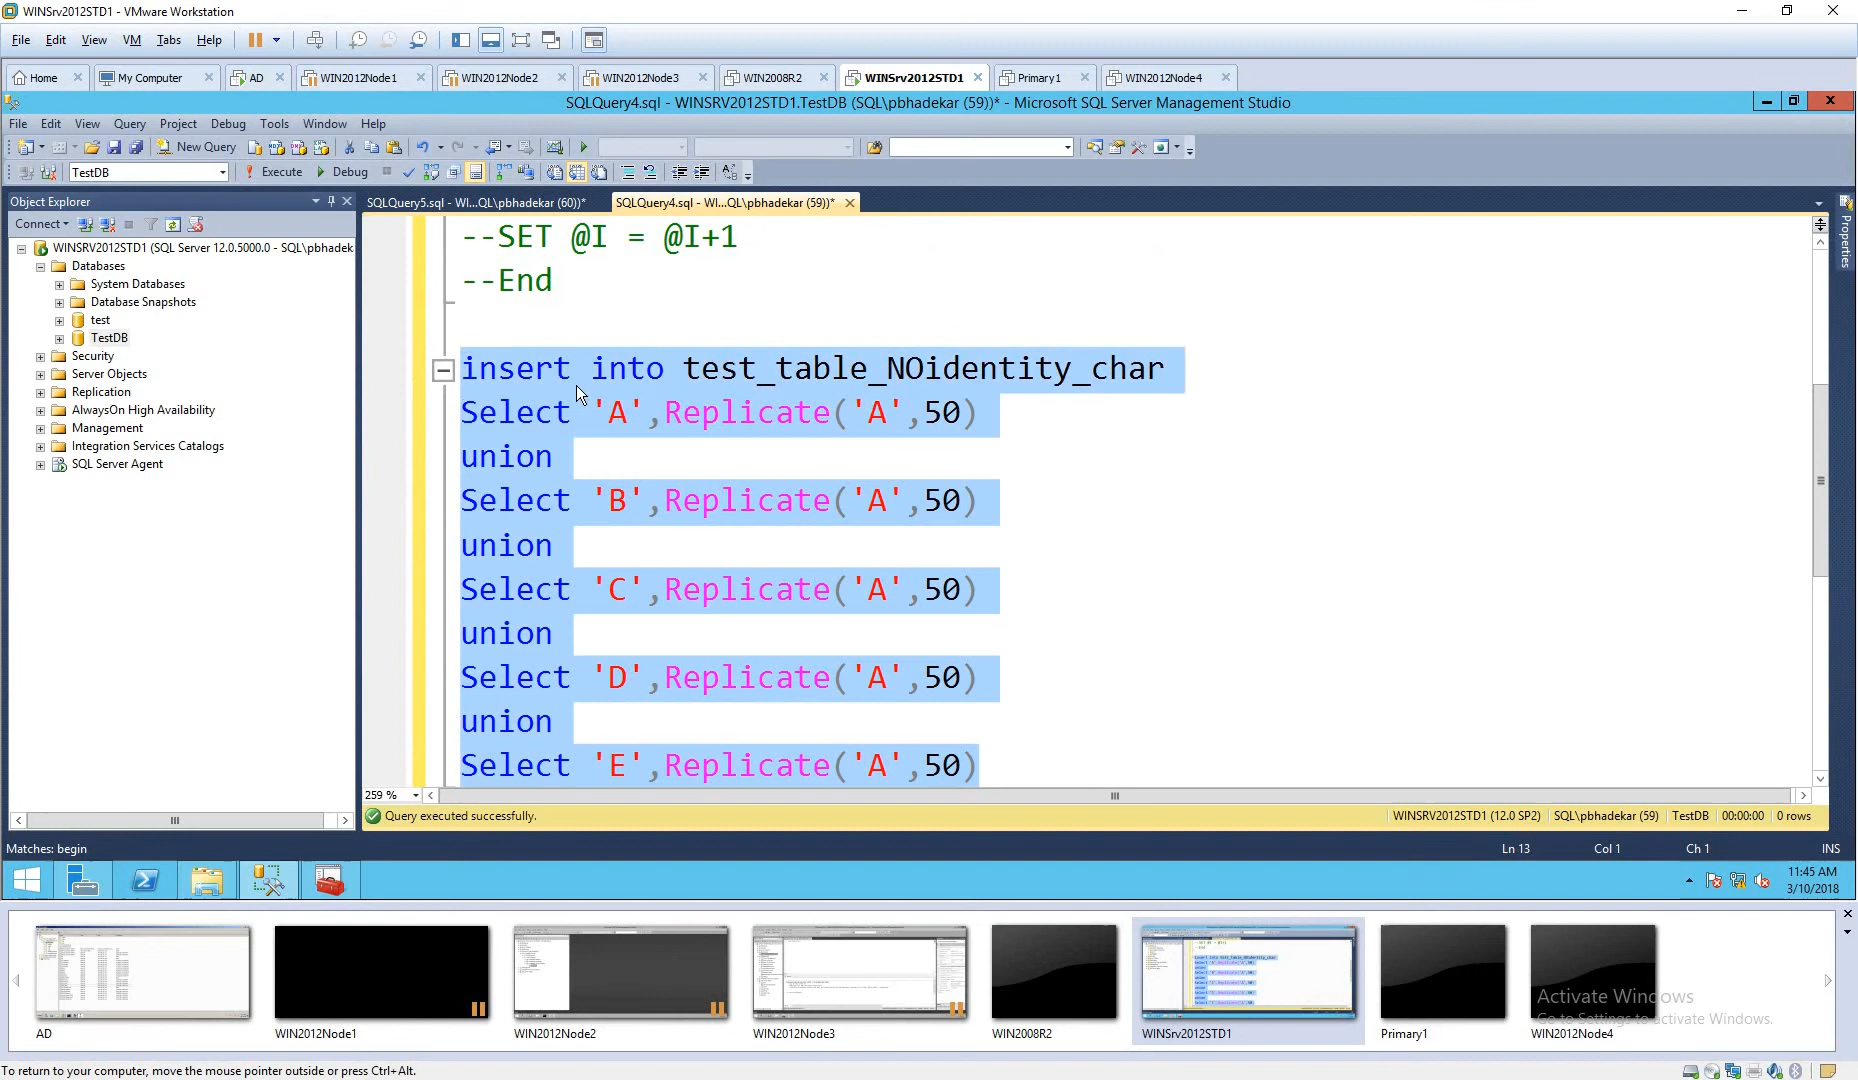 WINSrv2012STD1 - VMware Workstation
File Edit View VM Tabs Help
Home My Computer AD WIN2012Node1 WIN2012Node2 WIN2012Node3 WIN2008R2 WINSrv2012STD1 Primary1 WIN2012Node4
SQLQuery4.sql - WINSRV2012STD1.TestDB (SQL\pbhadekar (59))* - Microsoft SQL Server Management Studio
File Edit View Query Project Debug Tools Window Help
New Query
TestDB Execute Debug
Object Explorer
Connect
WINSRV2012STD1 (SQL Server 12.0.5000.0 - SQL\pbhadek
Databases
System Databases
Database Snapshots
test
TestDB
Security
Server Objects
Replication
AlwaysOn High Availability
Management
Integration Services Catalogs
SQL Server Agent
SQLQuery5.sql - WI...QL\pbhadekar (60))* SQLQuery4.sql - WI...QL\pbhadekar (59))*
Properties
--SET @I = @I+1
--End
insert into test_table_NOidentity_char
Select 'A',Replicate('A',50)
union
Select 'B',Replicate('A',50)
union
Select 'C',Replicate('A',50)
union
Select 'D',Replicate('A',50)
union
Select 'E',Replicate('A',50)
259 %
Query executed successfully. WINSRV2012STD1 (12.0 SP2) SQL\pbhadekar (59) TestDB 00:00:00 0 rows
Matches: begin Ln 13 Col 1 Ch 1 INS
11:45 AM
3/10/2018
Activate Windows
Go to Settings to activate Windows.
AD WIN2012Node1 WIN2012Node2 WIN2012Node3 WIN2008R2 WINSrv2012STD1 Primary1 WIN2012Node4
To return to your computer, move the mouse pointer outside or press Ctrl+Alt.